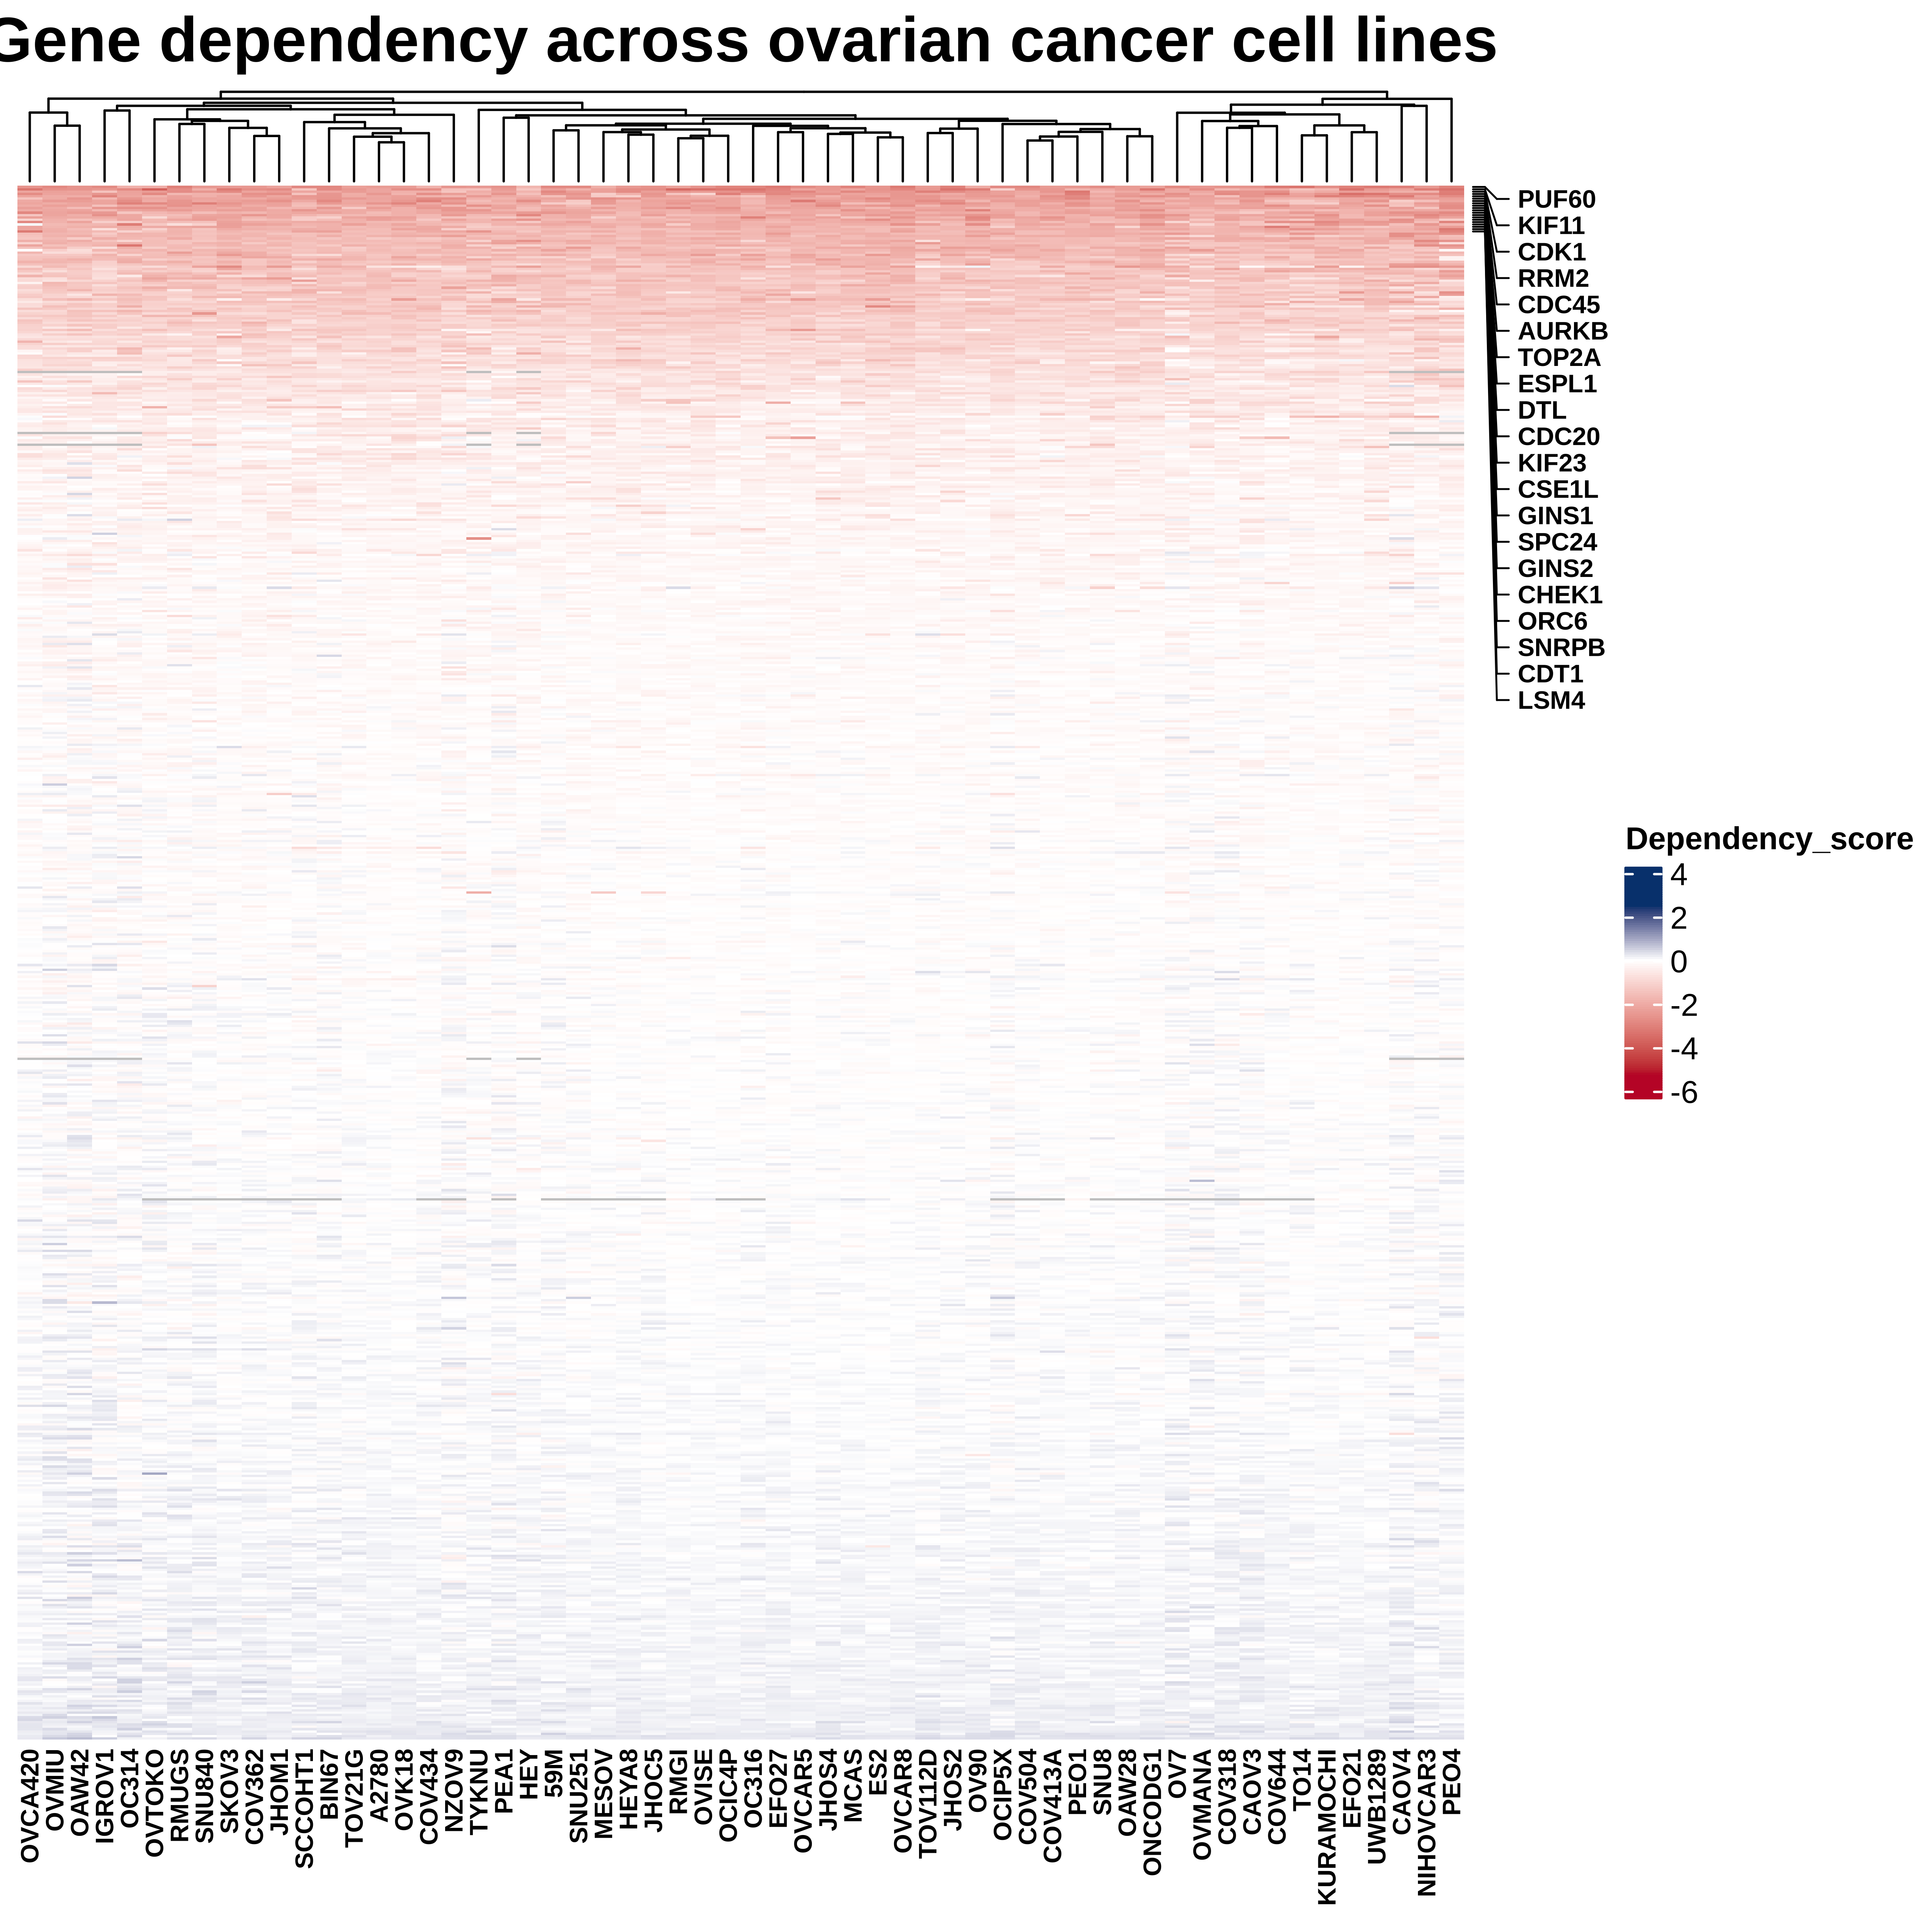 Gene dependency across ovarian cancer cell lines
PUF60
KIF11
CDK1
RRM2
CDC45
AURKB
TOP2A
ESPL1
DTL
CDC20
KIF23
CSE1L
GINS1
SPC24
GINS2
CHEK1
ORC6
SNRPB
CDT1
LSM4
Dependency_score
4
2
0
-2
-4
-6
OVCA420
OVMIU
OAW42
IGROV1
OC314
OVTOKO
RMUGS
SNU840
SKOV3
COV362
JHOM1
SCCOHT1
BIN67
TOV21G
A2780
OVK18
COV434
NZOV9
TYKNU
PEA1
HEY
59M
SNU251
MESOV
HEYA8
JHOC5
RMGI
OVISE
OCIC4P
OC316
EFO27
OVCAR5
JHOS4
MCAS
ES2
OVCAR8
TOV112D
JHOS2
OV90
OCIP5X
COV504
COV413A
PEO1
SNU8
OAW28
ONCODG1
OV7
OVMANA
COV318
CAOV3
COV644
TO14
KURAMOCHI
EFO21
UWB1289
CAOV4
NIHOVCAR3
PEO4